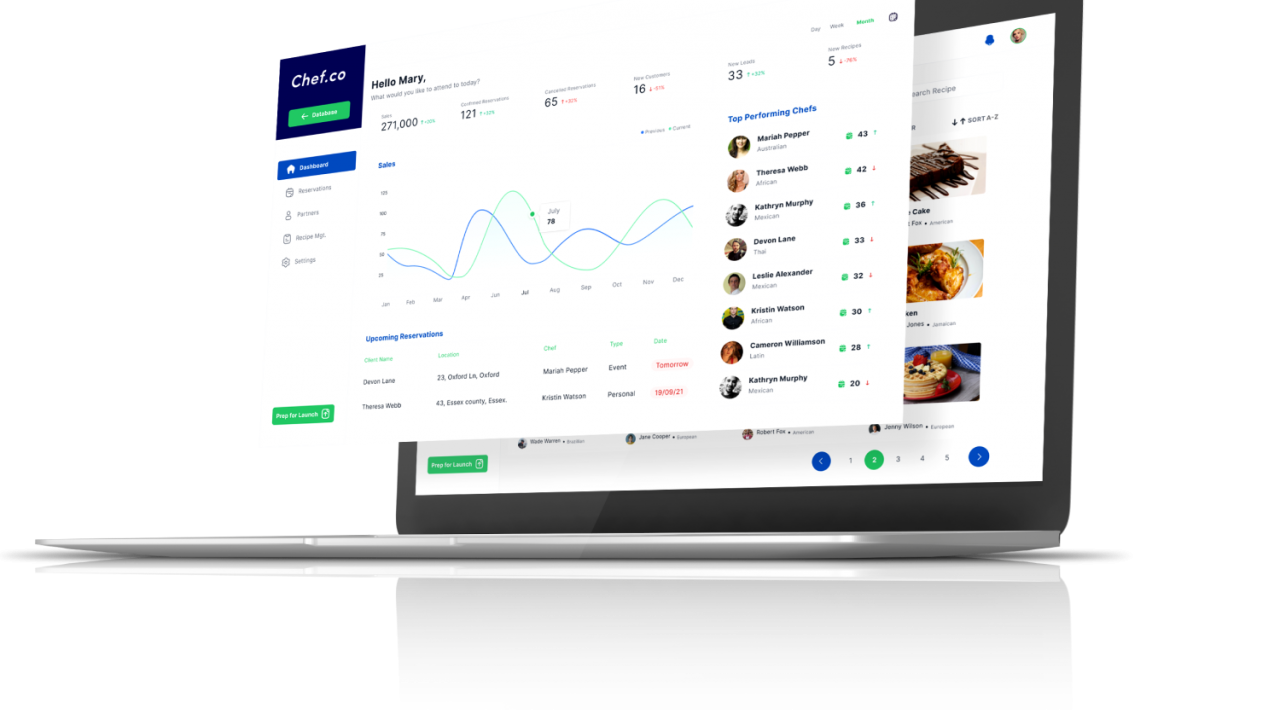 Chef.co
← Database
Dashboard
Reservations
Partners
Recipe Mgt.
Settings
Prep for Launch
Hello Mary,
What would you like to attend to today?
Day Week Month
Sales
271,000 ↑+32%
Confirmed Reservations
121 ↑+32%
Cancelled Reservations
65 ↑+32%
New Customers
16 ↓-51%
New Leads
33 ↑+32%
New Recipes
5 ↓-76%
Sales
Previous Current
125
100
75
50
25
July
78
Jan Feb Mar Apr Jun Jul Aug Sep Oct Nov Dec
Upcoming Reservations
Client Name Location Chef Type Date
Devon Lane 23, Oxford Ln, Oxford Mariah Pepper Event Tomorrow
Theresa Webb 43, Essex county, Essex. Kristin Watson Personal 19/09/21
Top Performing Chefs
Mariah Pepper 43 ↑
Australian
Theresa Webb 42 ↓
African
Kathryn Murphy 36 ↑
Mexican
Devon Lane 33 ↓
Thai
Leslie Alexander 32 ↓
Mexican
Kristin Watson 30 ↑
African
Cameron Williamson 28 ↑
Latin
Kathryn Murphy 20 ↓
Mexican
earch Recipe
↓↑ SORT A-Z
Cake
Fox • American
ken
Jones • Jamaican
Wade Warren • Brazilian
Jane Cooper • European
Robert Fox • American
Jenny Wilson • European
Prep for Launch
1 2 3 4 5